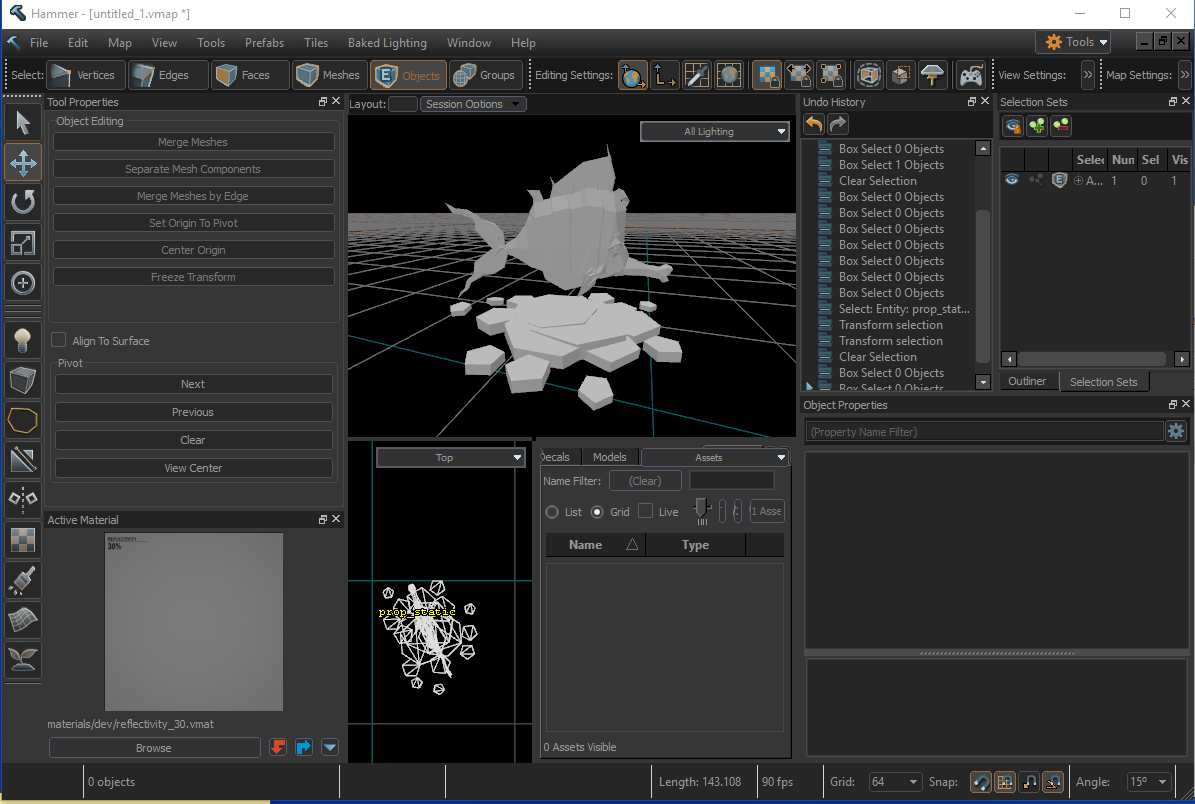 Hammer - [untitled_1.vmap *]
File Edit Map View Tools Prefabs Tiles Baked Lighting Window Help Tools
Select: Vertices Edges Faces Meshes Objects Groups Editing Settings: View Settings: Map Settings:
Tool Properties
Object Editing
Merge Meshes
Separate Mesh Components
Merge Meshes by Edge
Set Origin To Pivot
Center Origin
Freeze Transform
Align To Surface
Pivot
Next
Previous
Clear
View Center
Active Material
REFLECTIVITY
30%
materials/dev/reflectivity_30.vmat
Browse
Layout: Session Options
All Lighting
Top
prop_static
Decals Models Assets
Name Filter: (Clear)
List Grid Live 1 Asse
Name Type
0 Assets Visible
Undo History
Box Select 0 Objects
Box Select 1 Objects
Clear Selection
Box Select 0 Objects
Box Select 0 Objects
Box Select 0 Objects
Box Select 0 Objects
Box Select 0 Objects
Box Select 0 Objects
Box Select 0 Objects
Select: Entity: prop_stat...
Transform selection
Transform selection
Clear Selection
Box Select 0 Objects
Box Select 0 Objects
Selection Sets
Selec Num Sel Vis
A... 1 0 1
Outliner Selection Sets
Object Properties
(Property Name Filter)
0 objects Length: 143.108 90 fps Grid: 64 Snap: Angle: 15°